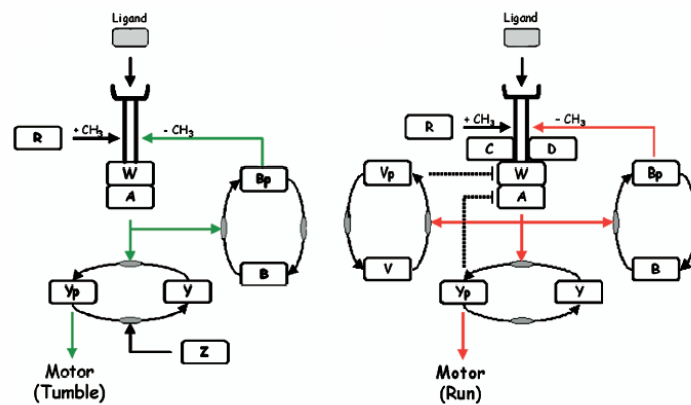 Ligand
R
+ CH3
- CH3
W
A
Bp
B
Yp
Y
Z
Motor
(Tumble)
Ligand
R
+ CH3
- CH3
C
D
W
A
Vp
V
Bp
B
Yp
Y
Motor
(Run)